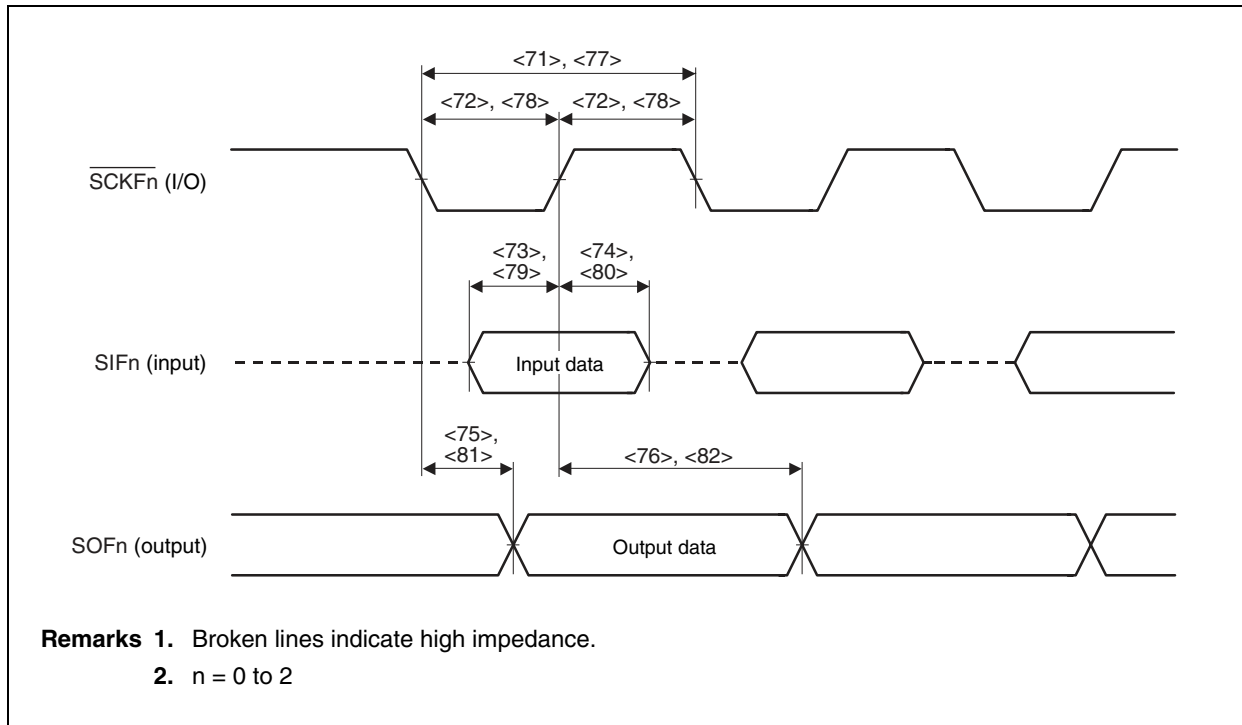 <71>, <77>
<72>, <78> <72>, <78>
SCKFn (I/O)
<73>,
<79>
<74>,
<80>
SIFn (input)
Input data
<75>,
<81>
<76>, <82>
SOFn (output)
Output data
Remarks 1. Broken lines indicate high impedance.
2. n = 0 to 2